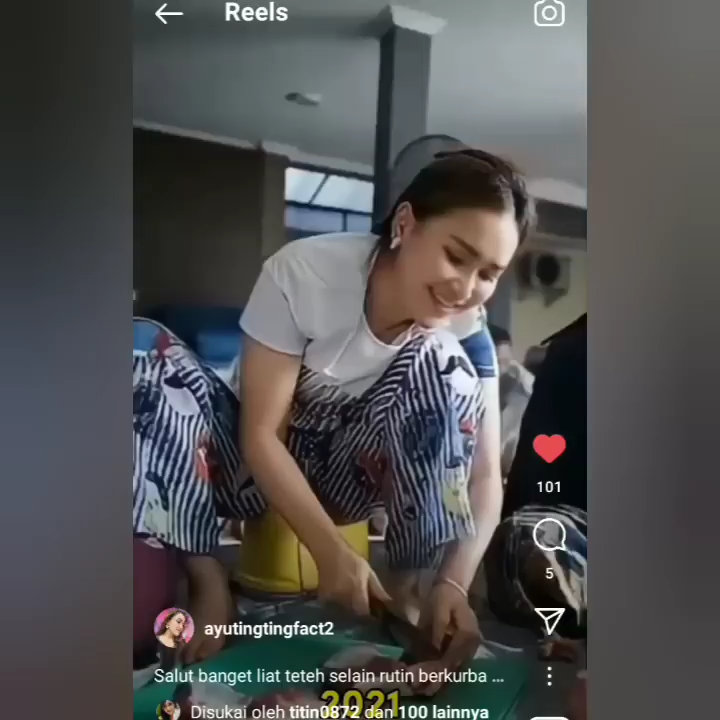 Reels
101
5
ayutingtingfact2
Salut banget liat teteh selain rutin berkurba ...
2021
Disukai oleh titin0872 dan 100 lainnya